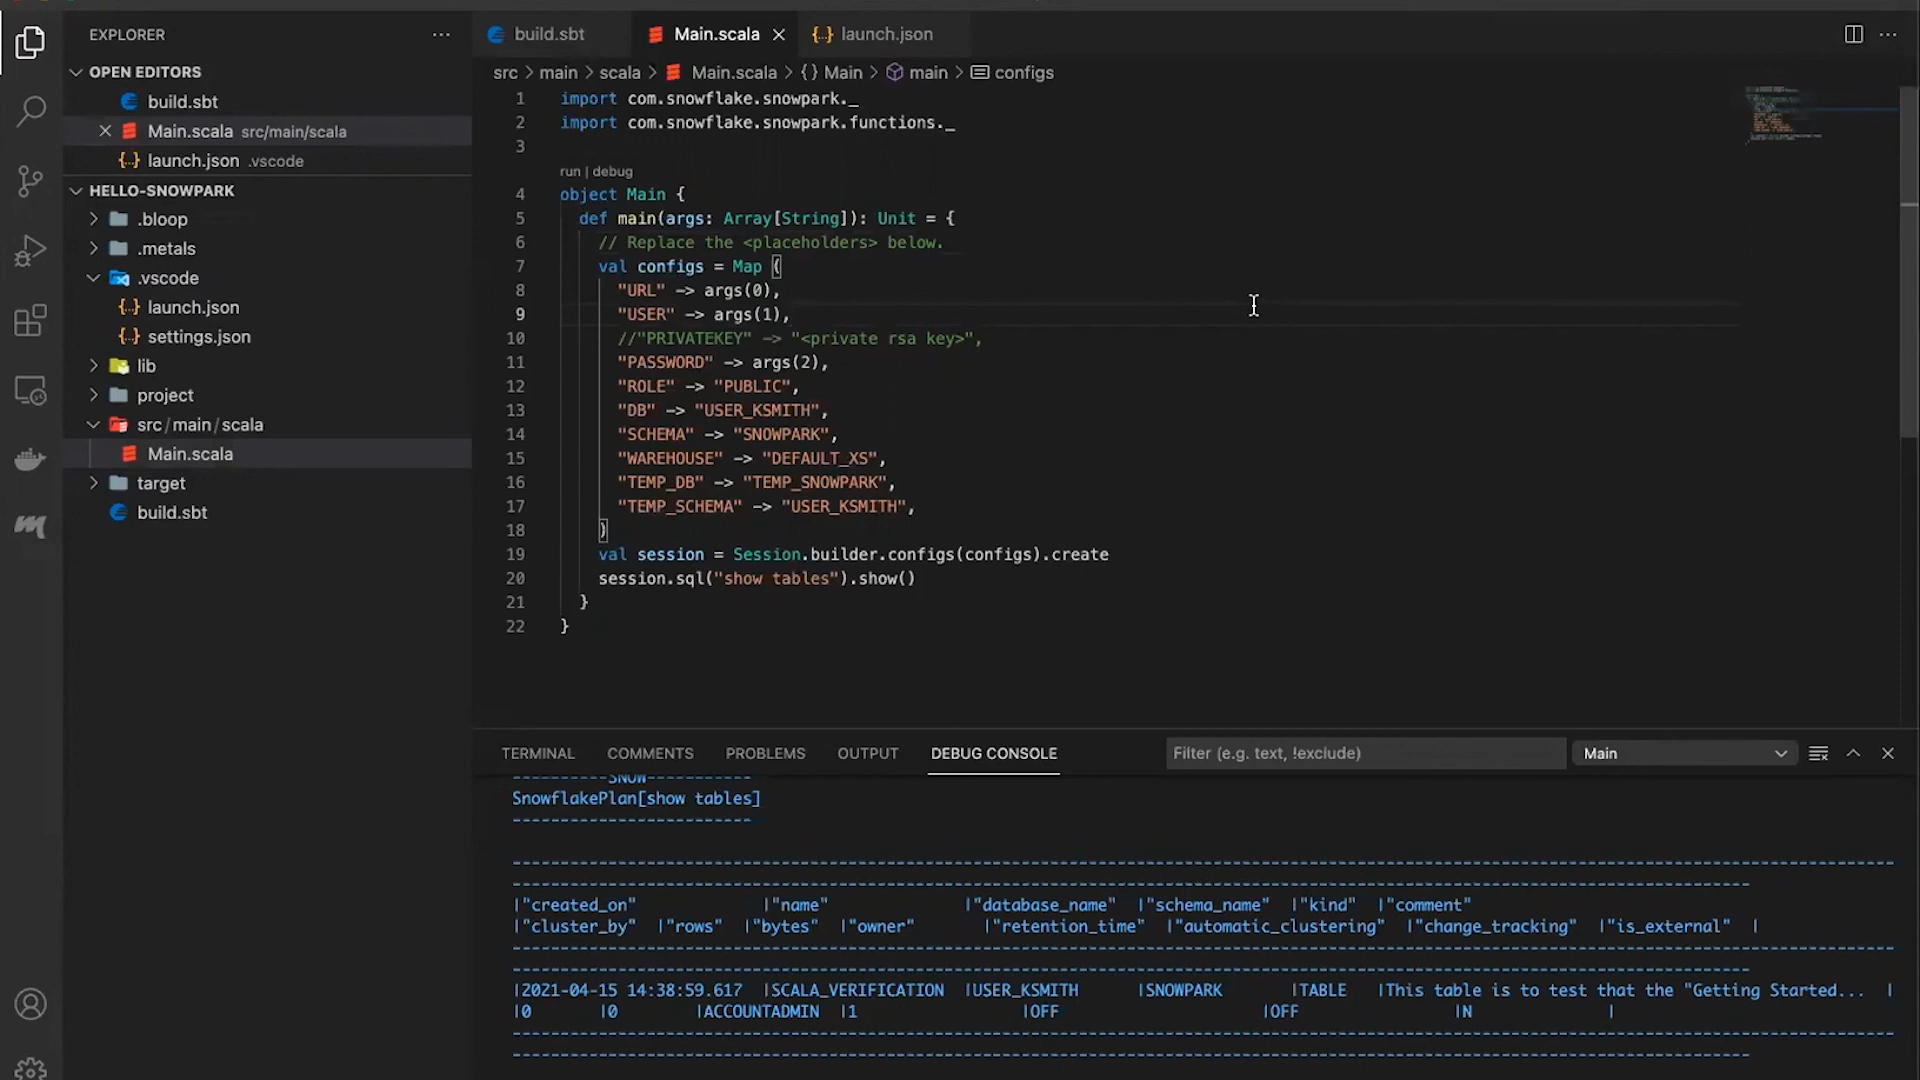 EXPLORER
OPEN EDITORS
build.sbt
Main.scala src/main/scala
launch.json .vscode
HELLO-SNOWPARK
.bloop
.metals
.vscode
launch.json
settings.json
lib
project
src/main/scala
Main.scala
target
build.sbt
build.sbt
Main.scala
{..} launch.json
src > main > scala > Main.scala > {} Main > main > configs
1 import com.snowflake.snowpark._
2 import com.snowflake.snowpark.functions._
3
run | debug
4 object Main {
5 def main(args: Array[String]): Unit = {
6 // Replace the <placeholders> below.
7 val configs = Map (
8 "URL" -> args(0),
9 "USER" -> args(1),
10 //"PRIVATEKEY" -> "<private rsa key>",
11 "PASSWORD" -> args(2),
12 "ROLE" -> "PUBLIC",
13 "DB" -> "USER_KSMITH",
14 "SCHEMA" -> "SNOWPARK",
15 "WAREHOUSE" -> "DEFAULT_XS",
16 "TEMP_DB" -> "TEMP_SNOWPARK",
17 "TEMP_SCHEMA" -> "USER_KSMITH",
18 )
19 val session = Session.builder.configs(configs).create
20 session.sql("show tables").show()
21 }
22 }
TERMINAL COMMENTS PROBLEMS OUTPUT DEBUG CONSOLE
Filter (e.g. text, !exclude)
Main
----------SNOW-----------
SnowflakePlan[show tables]
|"created_on" |"name" |"database_name" |"schema_name" |"kind" |"comment"
|"cluster_by" |"rows" |"bytes" |"owner" |"retention_time" |"automatic_clustering" |"change_tracking" |"is_external" |
|2021-04-15 14:38:59.617 |SCALA_VERIFICATION |USER_KSMITH |SNOWPARK |TABLE |This table is to test that the "Getting Started... |
|0 |0 |ACCOUNTADMIN |1 |OFF |OFF |N |